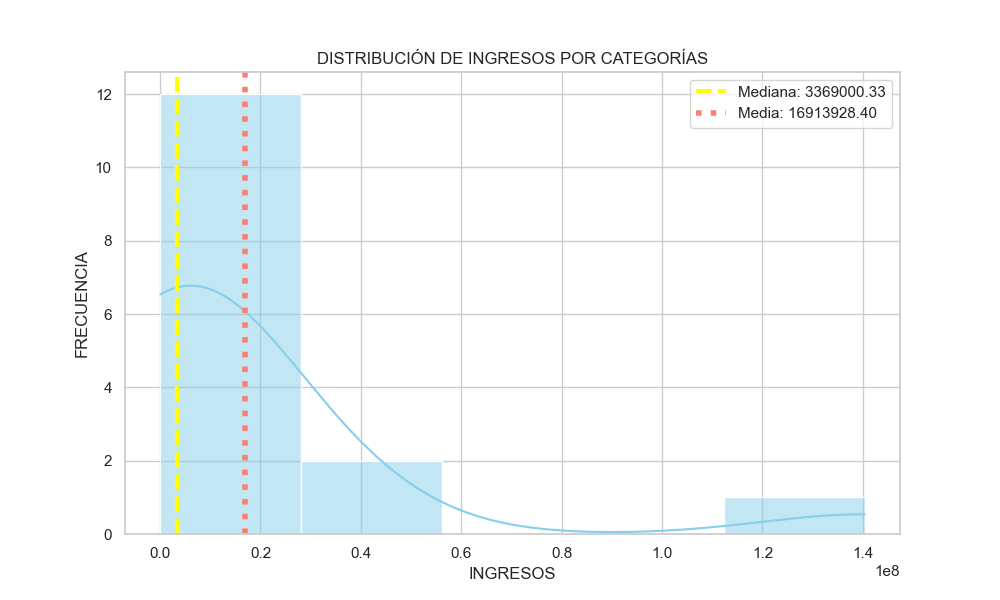 DISTRIBUCIÓN DE INGRESOS POR CATEGORÍAS
Mediana: 3369000.33
Media: 16913928.40
FRECUENCIA
12
10
8
6
4
2
0
0.0 0.2 0.4 0.6 0.8 1.0 1.2 1.4
1e8
INGRESOS